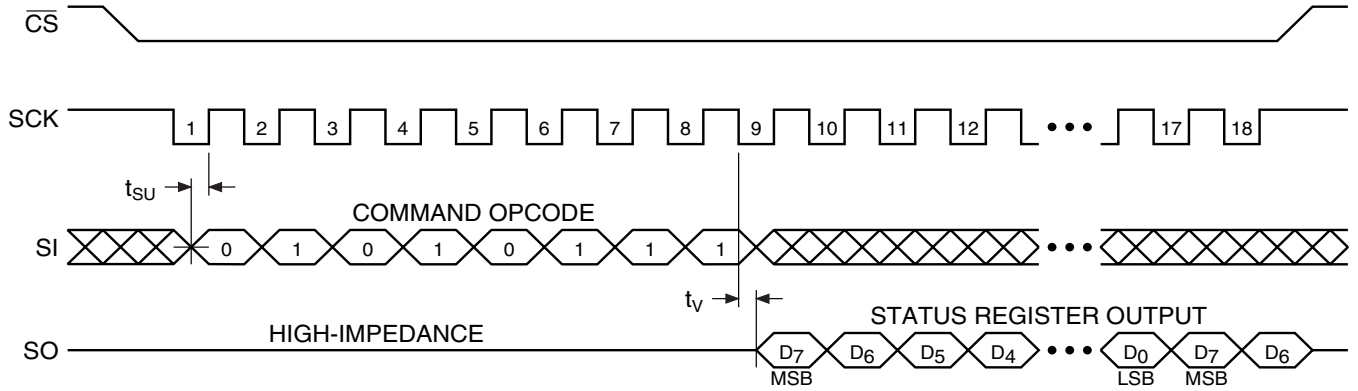 CS
SCK 1 2 3 4 5 6 7 8 9 10 11 12 ••• 17 18
tSU
COMMAND OPCODE
SI 0 1 0 1 0 1 1 1 •••
tV
HIGH-IMPEDANCE STATUS REGISTER OUTPUT
SO D7 D6 D5 D4 ••• D0 D7 D6
MSB LSB MSB